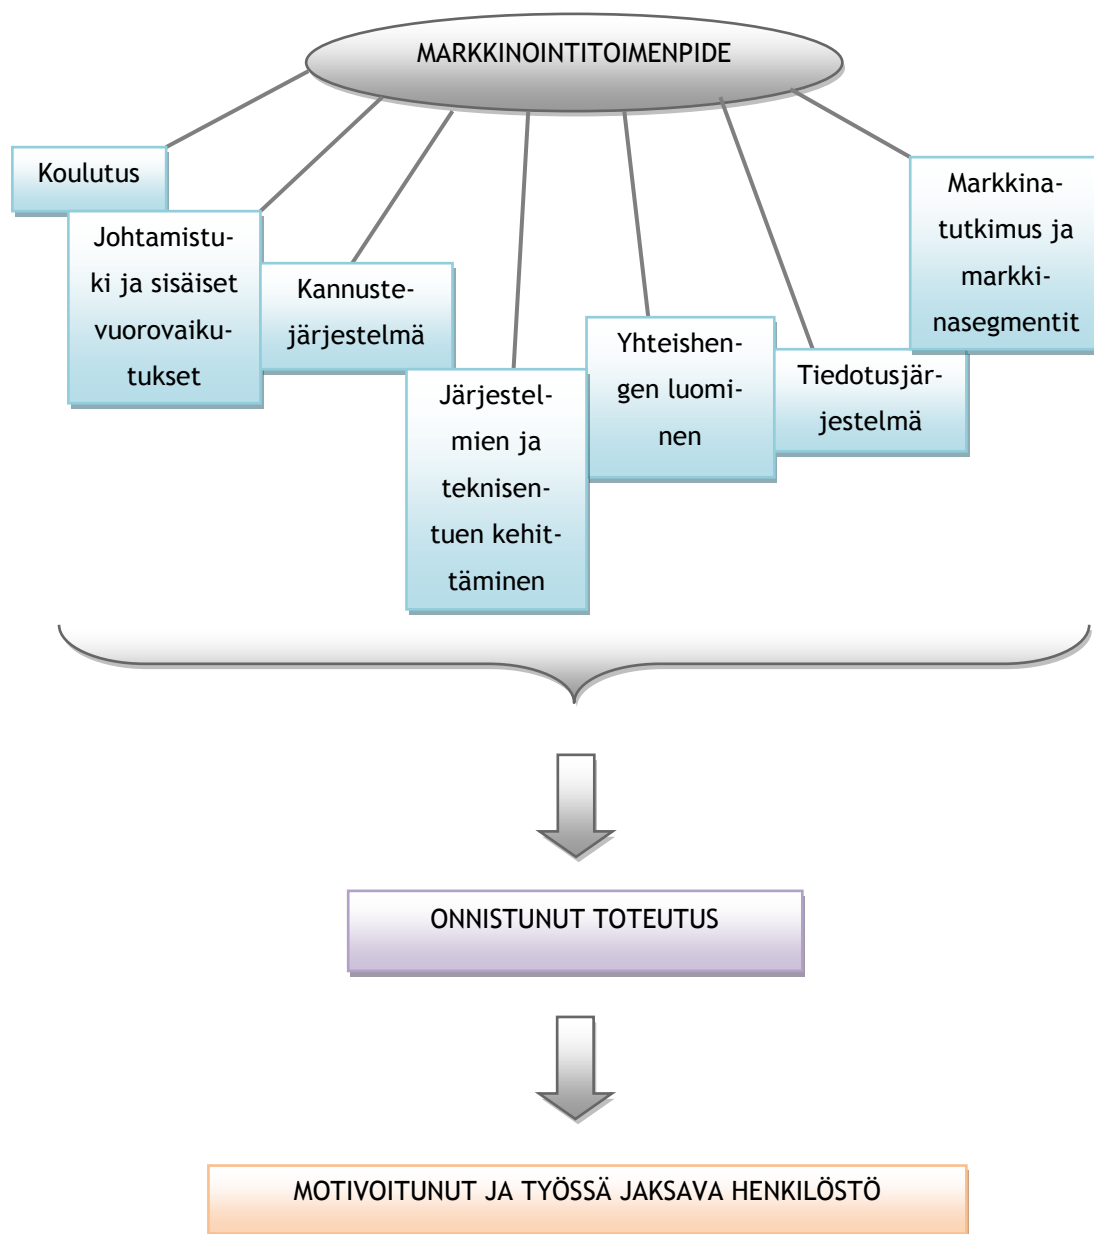 MARKKINOINTITOIMENPIDE
Koulutus
Johtamistu-
ki ja sisäiset
vuorovaiku-
tukset
Kannuste-
järjestelmä
Järjestel-
mien ja
teknisen-
tuen kehit-
täminen
Yhteishen-
gen luomi-
nen
Tiedotusjär-
jestelmä
Markkina-
tutkimus ja
markki-
nasegmentit
ONNISTUNUT TOTEUTUS
MOTIVOITUNUT JA TYÖSSÄ JAKSAVA HENKILÖSTÖ